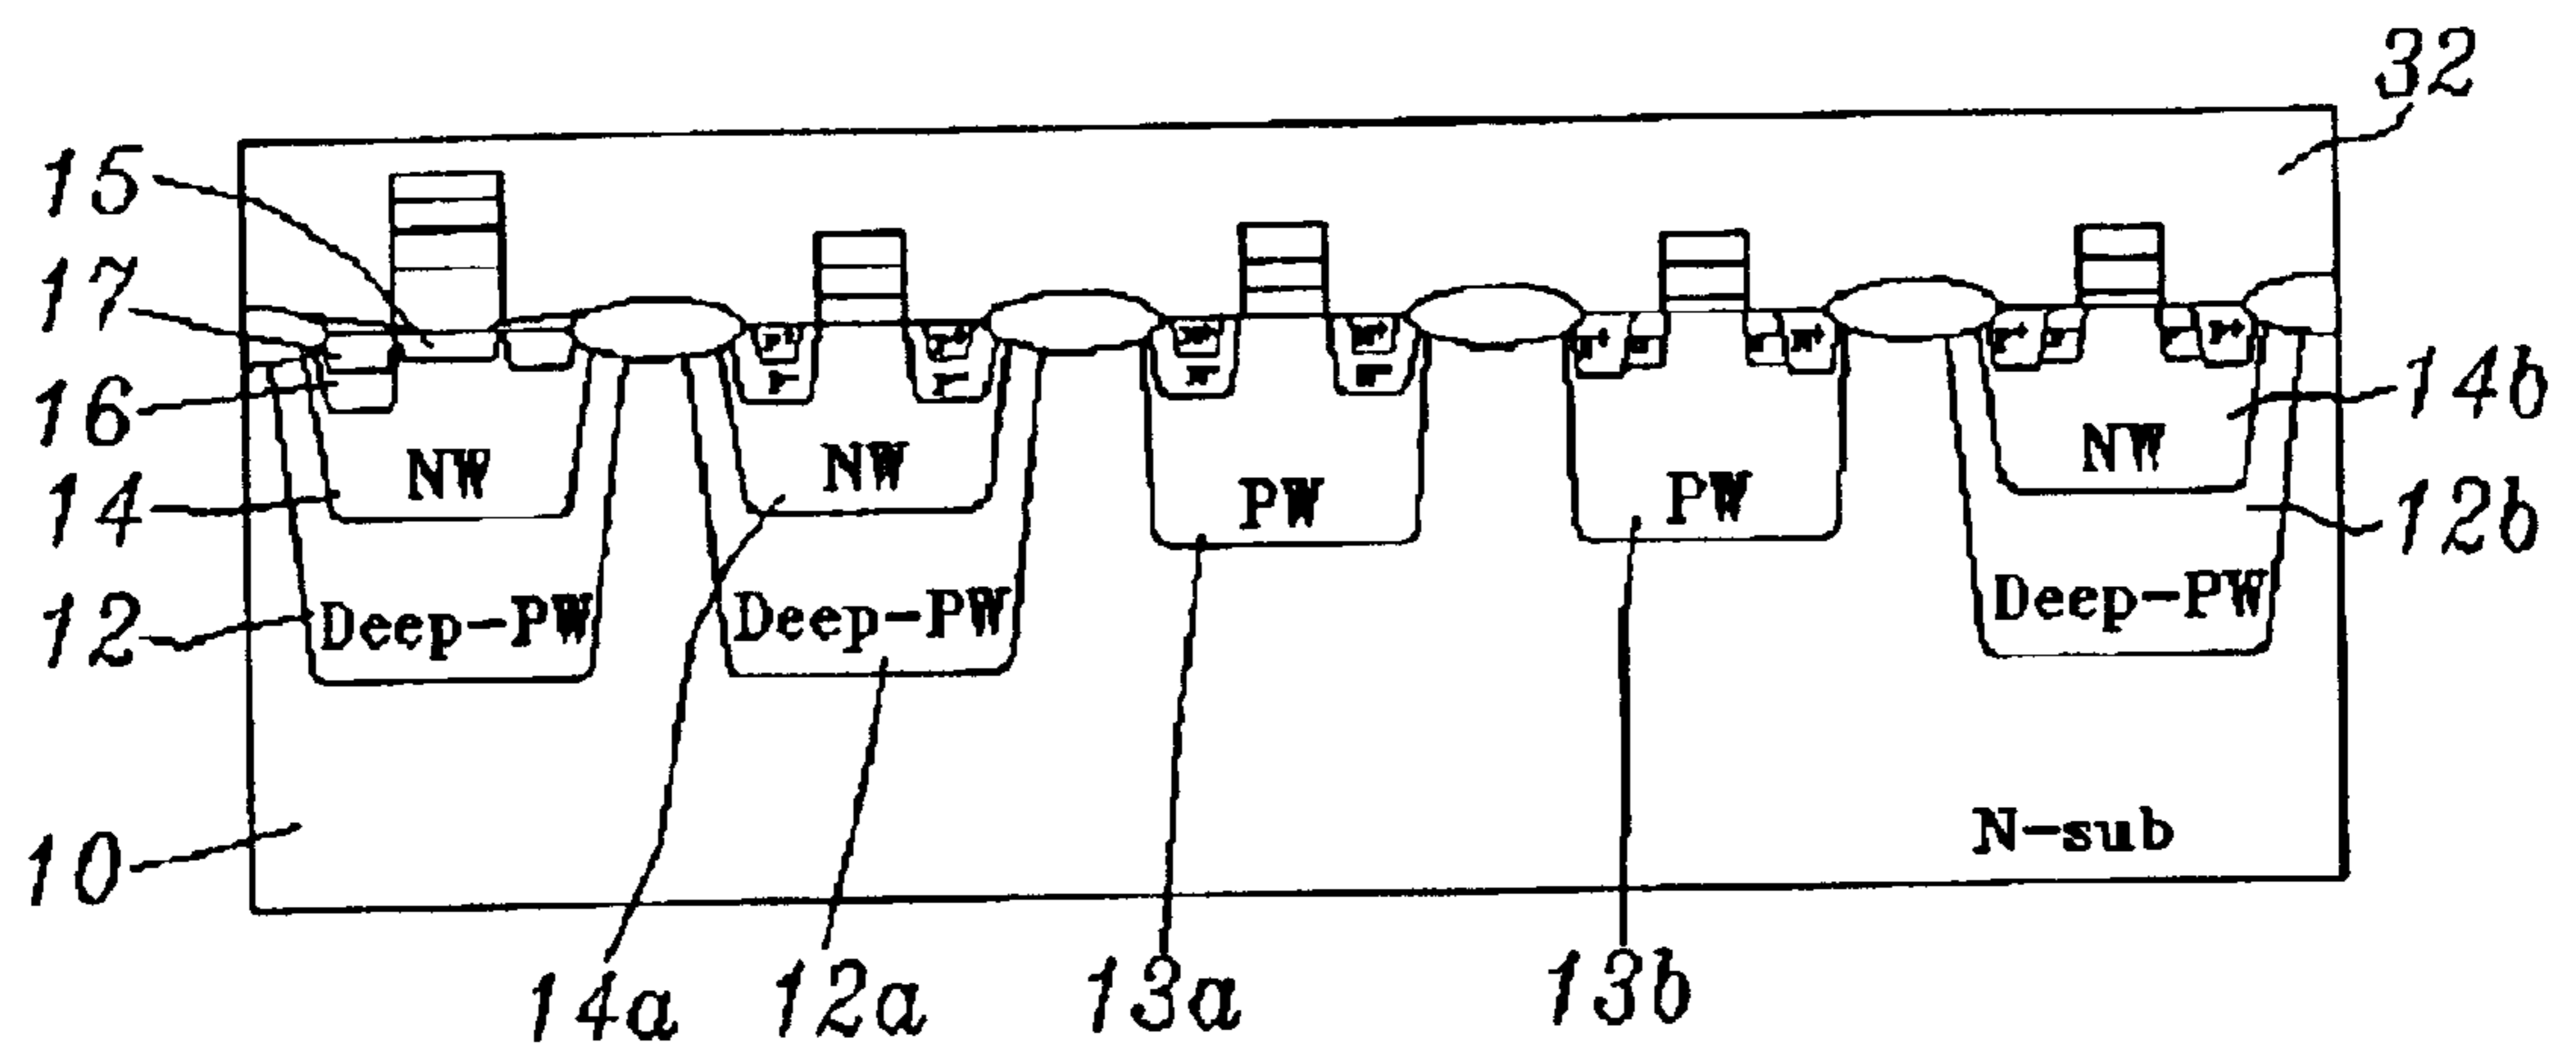 32
15
17
16
14
12
10
P+
P-
P+
P-
N+
N-
N+
N-
N+
P+
NW
NW
PW
PW
NW
14b
12b
Deep-PW
Deep-PW
Deep-PW
N-sub
14a
12a
13a
13b